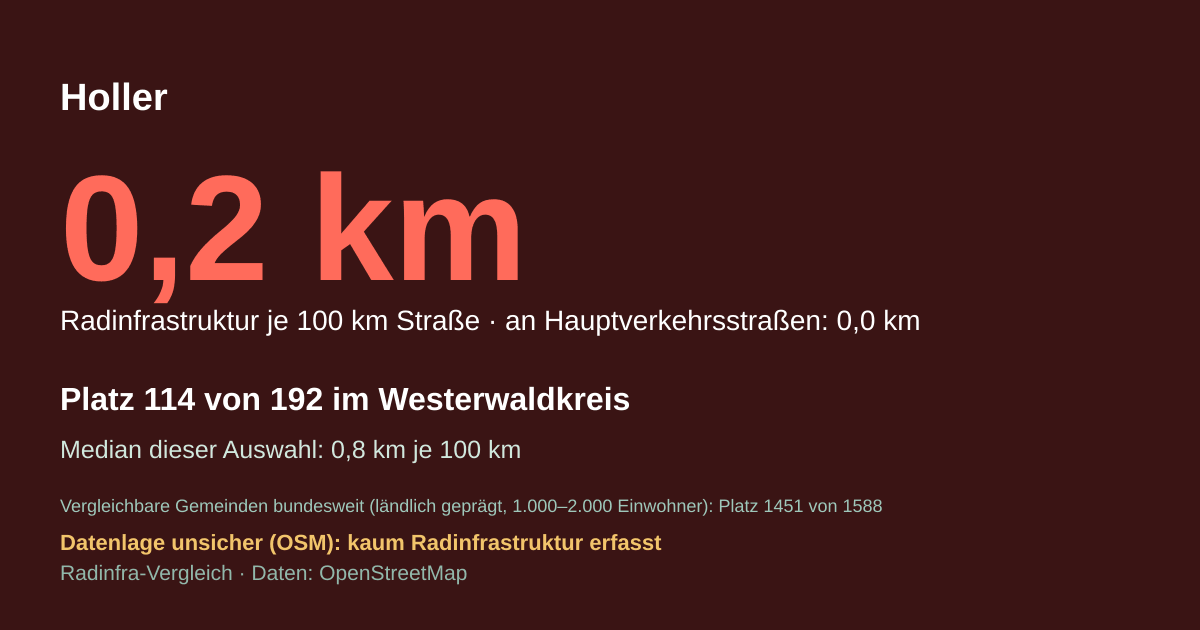 Holler
0,2 km
Radinfrastruktur je 100 km Straße · an Hauptverkehrsstraßen: 0,0 km
Platz 114 von 192 im Westerwaldkreis
Median dieser Auswahl: 0,8 km je 100 km
Vergleichbare Gemeinden bundesweit (ländlich geprägt, 1.000–2.000 Einwohner): Platz 1451 von 1588
Datenlage unsicher (OSM): kaum Radinfrastruktur erfasst
Radinfra-Vergleich · Daten: OpenStreetMap